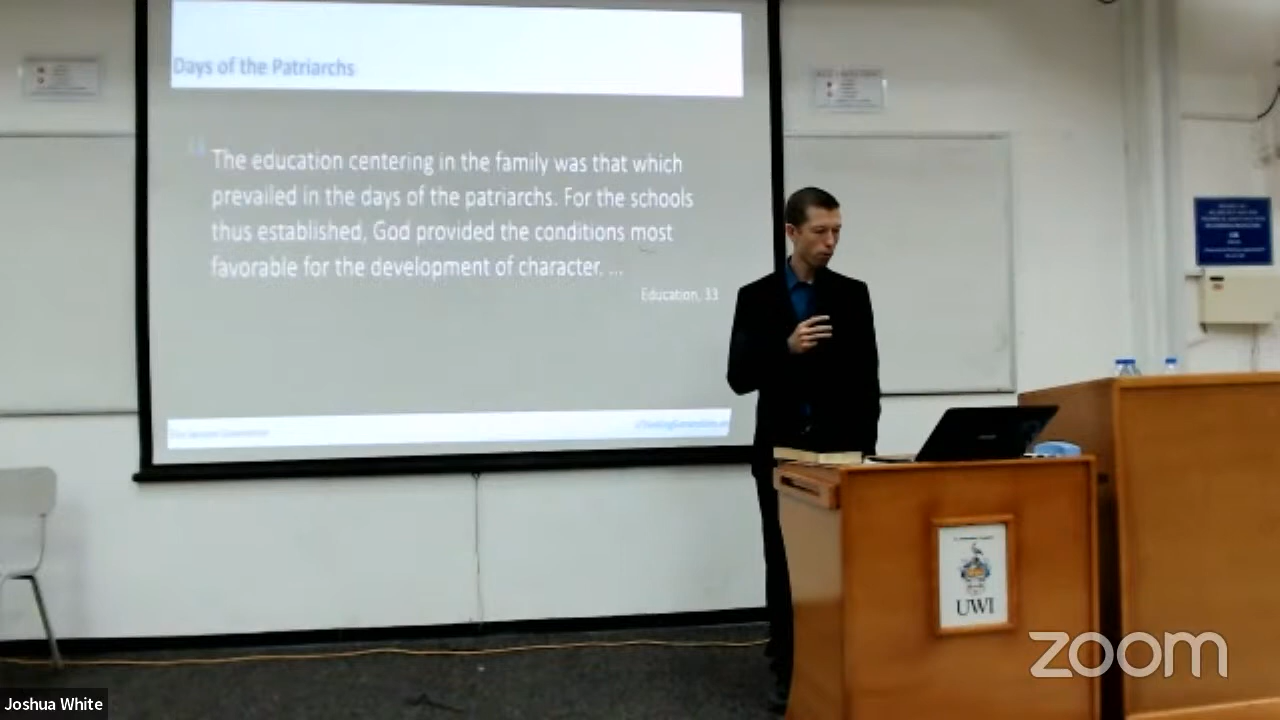 Days of the Patriarchs
The education centering in the family was that which
prevailed in the days of the patriarchs. For the schools
thus established, God provided the conditions most
favorable for the development of character. ...
Education, 33
UWI
zoom
Joshua White